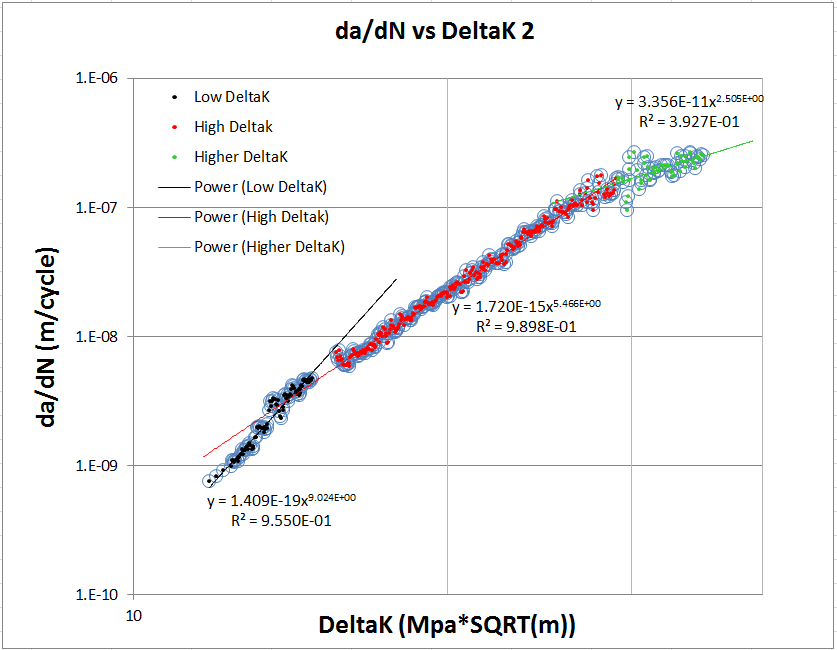 da/dN vs DeltaK 2
1.E-06
y = 3.356E-11x^2.505E+00
R² = 3.927E-01
Low DeltaK
High Deltak
Higher DeltaK
Power (Low DeltaK)
Power (High Deltak)
Power (Higher DeltaK)
1.E-07
da/dN (m/cycle)
y = 1.720E-15x^5.466E+00
R² = 9.898E-01
1.E-08
1.E-09
y = 1.409E-19x^9.024E+00
R² = 9.550E-01
1.E-10
10
DeltaK (Mpa*SQRT(m))